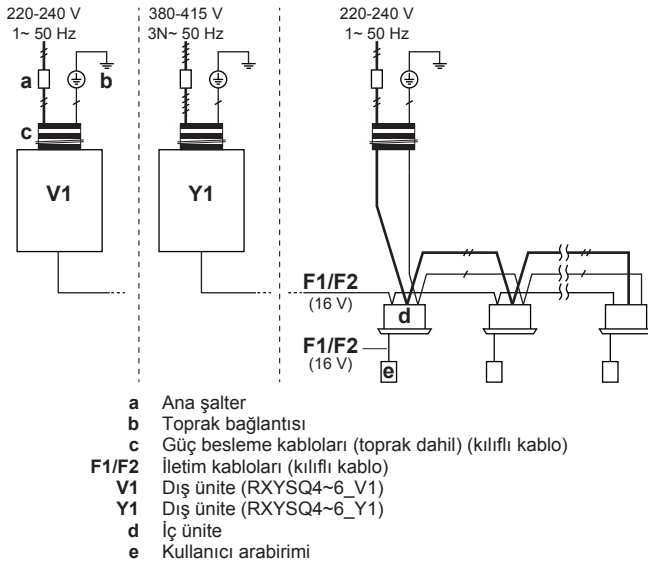 220-240 V 380-415 V 220-240 V
1~ 50 Hz 3N~ 50 Hz 1~ 50 Hz
a b
c
V1 Y1
F1/F2
(16 V)
d
F1/F2
(16 V)
e
a Ana şalter
b Toprak bağlantısı
c Güç besleme kabloları (toprak dahil) (kılıflı kablo)
F1/F2 İletim kabloları (kılıflı kablo)
V1 Dış ünite (RXYSQ4~6_V1)
Y1 Dış ünite (RXYSQ4~6_Y1)
d İç ünite
e Kullanıcı arabirimi